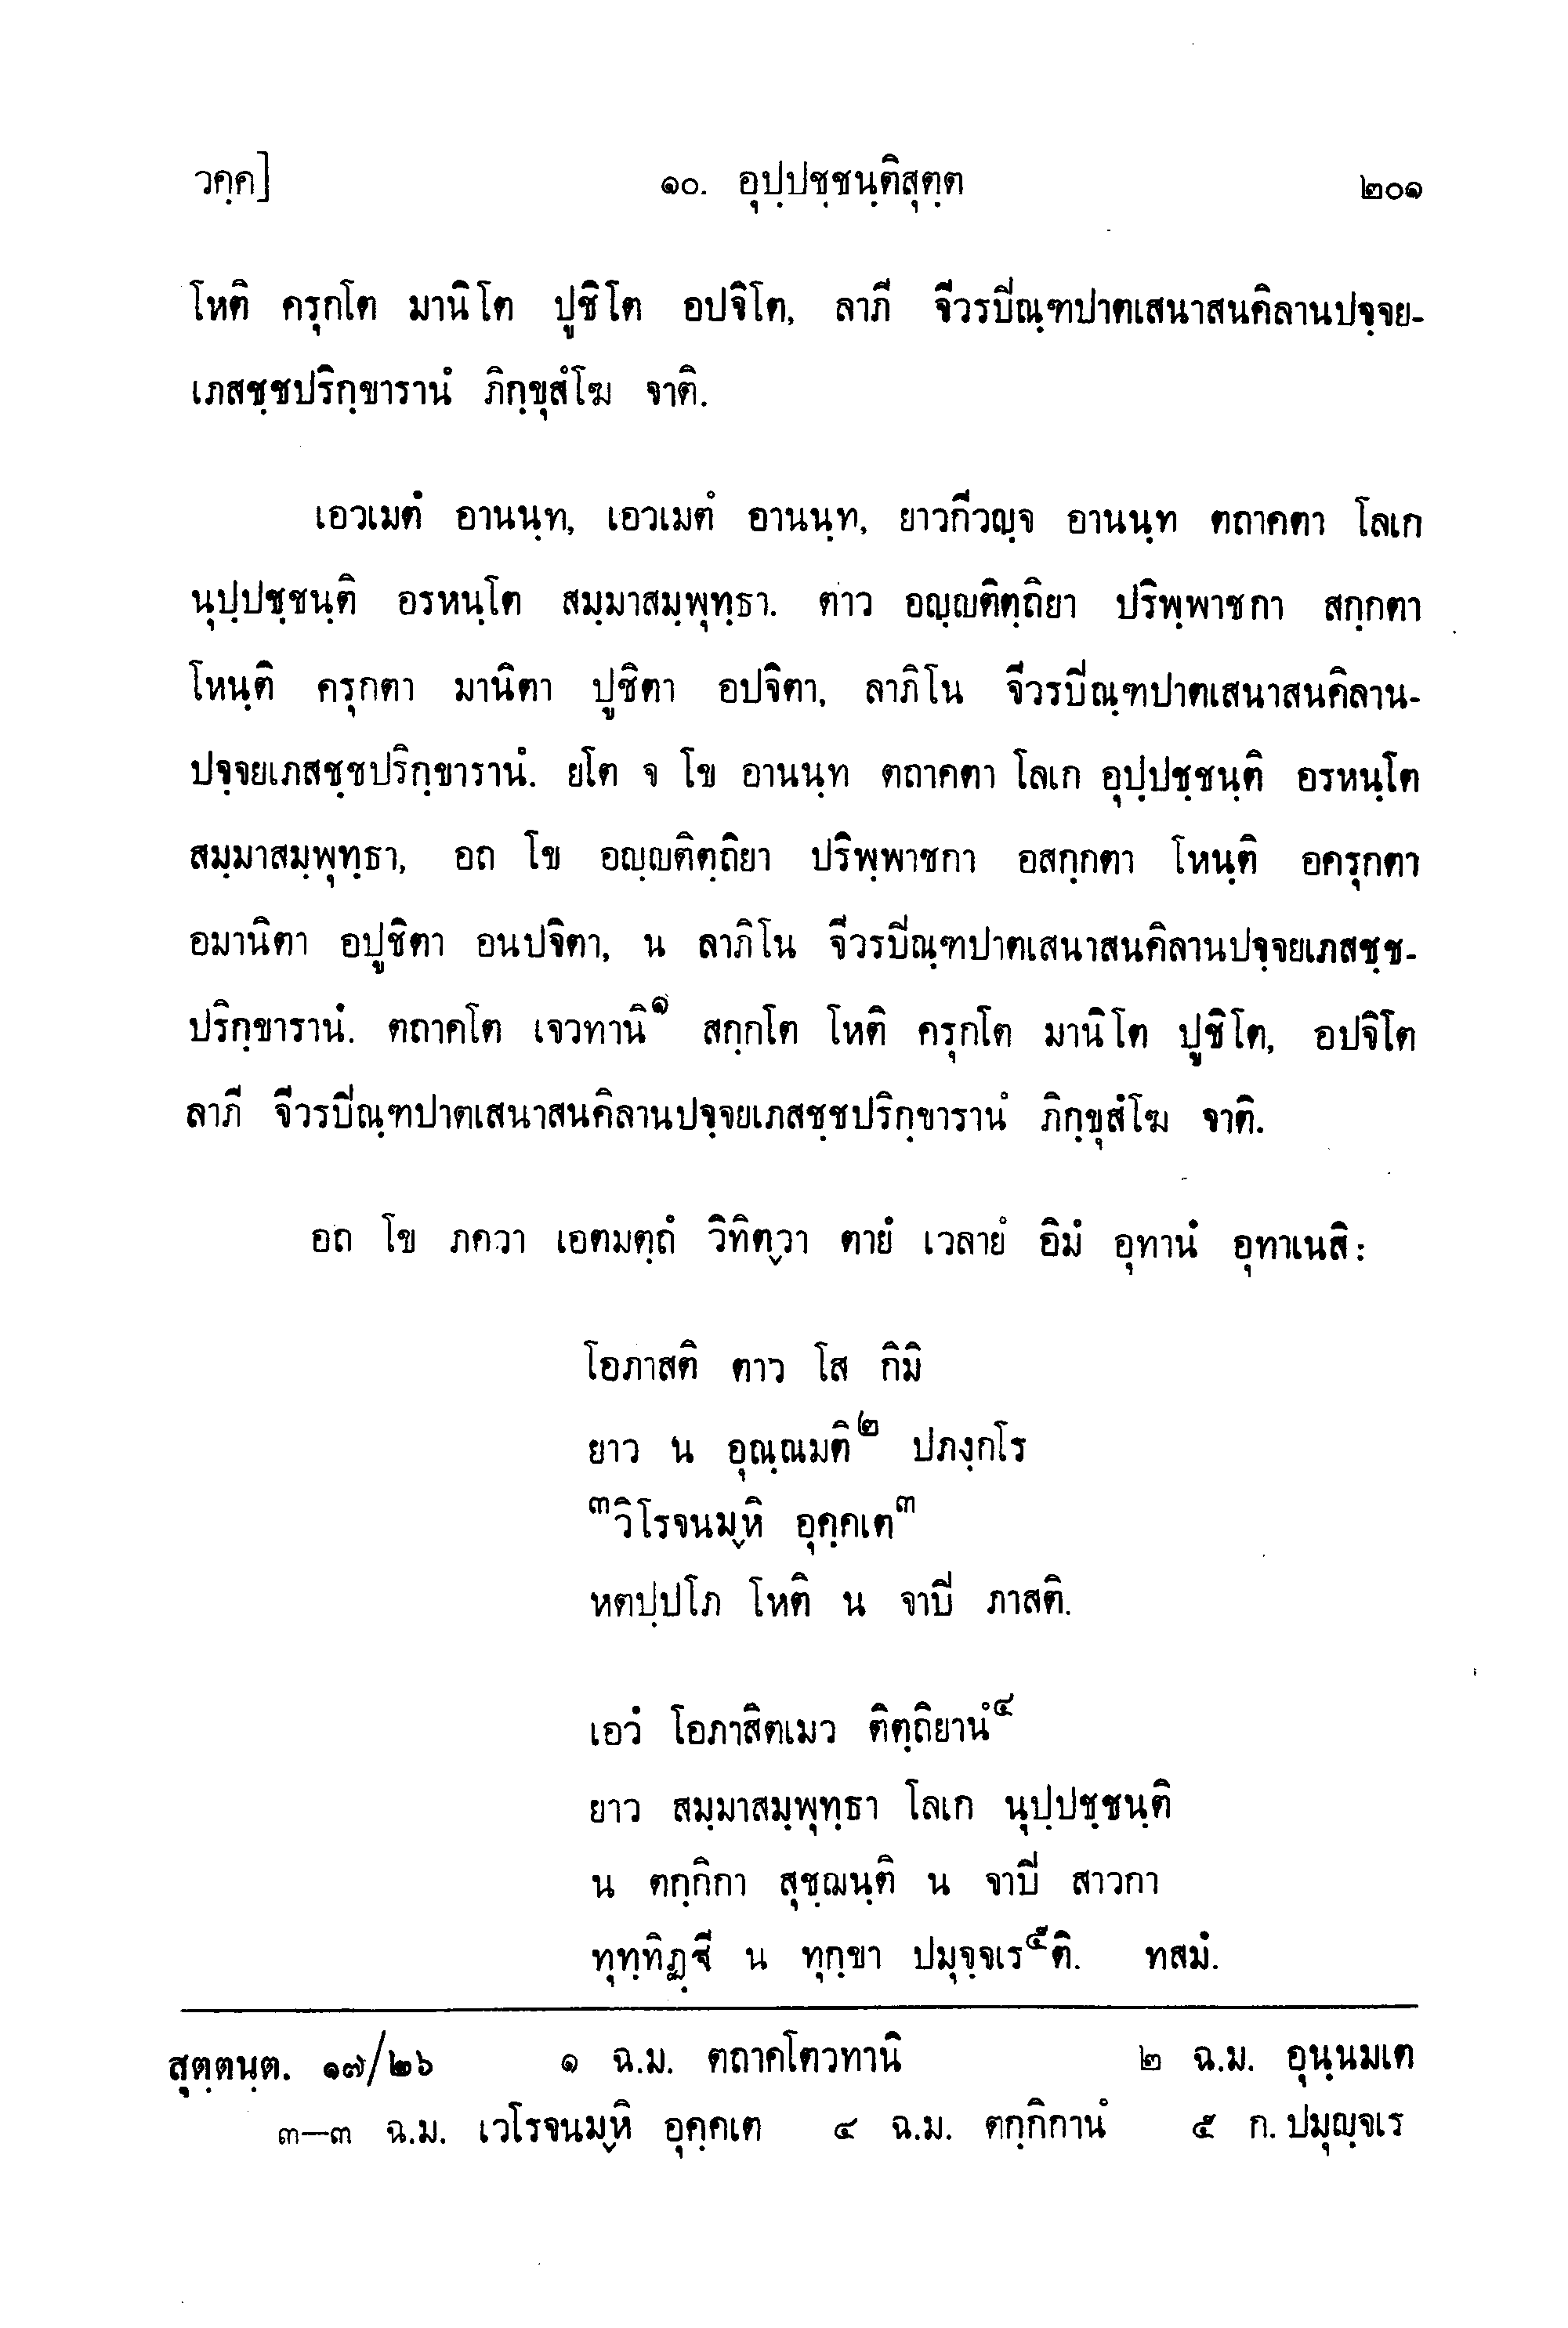 วคฺค] ๑๐. อุปฺปชฺชนฺติสุตฺต ๒๐๑
โหติ ครุกโต มานิโต ปูชิโต อปจิโต, ลาภี จีวรปิณฺฑปาตเสนาสนคิลานปจฺจย-
เภสชฺชปริกฺขารานํ ภิกฺขุสํโฆ จาติ.
เอวเมตํ อานนฺท, เอวเมตํ อานนฺท, ยาวกีวญฺจ อานนฺท ตถาคตา โลเก
นุปฺปชฺชนฺติ อรหนฺโต สมฺมาสมฺพุทฺธา. ตาว อญฺญติตฺถิยา ปริพฺพาชกา สกฺกตา
โหนฺติ ครุกตา มานิตา ปูชิตา อปจิตา, ลาภิโน จีวรปิณฺฑปาตเสนาสนคิลาน-
ปจฺจยเภสชฺชปริกฺขารานํ. ยโต จ โข อานนฺท ตถาคตา โลเก อุปฺปชฺชนฺติ อรหนฺโต
สมฺมาสมฺพุทฺธา, อถ โข อญฺญติตฺถิยา ปริพฺพาชกา อสกฺกตา โหนฺติ อครุกตา
อมานิตา อปูชิตา อนปจิตา, น ลาภิโน จีวรปิณฺฑปาตเสนาสนคิลานปจฺจยเภสชฺช-
ปริกฺขารานํ. ตถาคโต เจวทานิ๑ สกฺกโต โหติ ครุกโต มานิโต ปูชิโต, อปจิโต
ลาภี จีวรปิณฺฑปาตเสนาสนคิลานปจฺจยเภสชฺชปริกฺขารานํ ภิกฺขุสํโฆ จาติ.
อถ โข ภควา เอตมตฺถํ วิทิตฺวา ตายํ เวลายํ อิมํ อุทานํ อุทาเนสิ:
โอภาสติ ตาว โส กิมิ
ยาว น อุณฺณมติ๒ ปภงฺกโร
๓วิโรจนมฺหิ อุคฺคเต๓
หตปฺปโภ โหติ น จาปิ ภาสติ.
เอวํ โอภาสิตเมว ติตฺถิยานํ๔
ยาว สมฺมาสมฺพุทฺธา โลเก นุปฺปชฺชนฺติ
น ตกฺกิกา สุชฺฌนฺติ น จาปิ สาวกา
ทุทฺทิฏฺฐี น ทุกฺขา ปมุจฺจเร๕ติ. ทสมํ.
สุตฺตนฺต. ๑๗/๒๖ ๑ ฉ.ม. ตถาคโตวทานิ ๒ ฉ.ม. อุนฺนมเต
๓—๓ ฉ.ม. เวโรจนมฺหิ อุคฺคเต ๔ ฉ.ม. ตกฺกิกานํ ๕ ก. ปมุญฺจเร